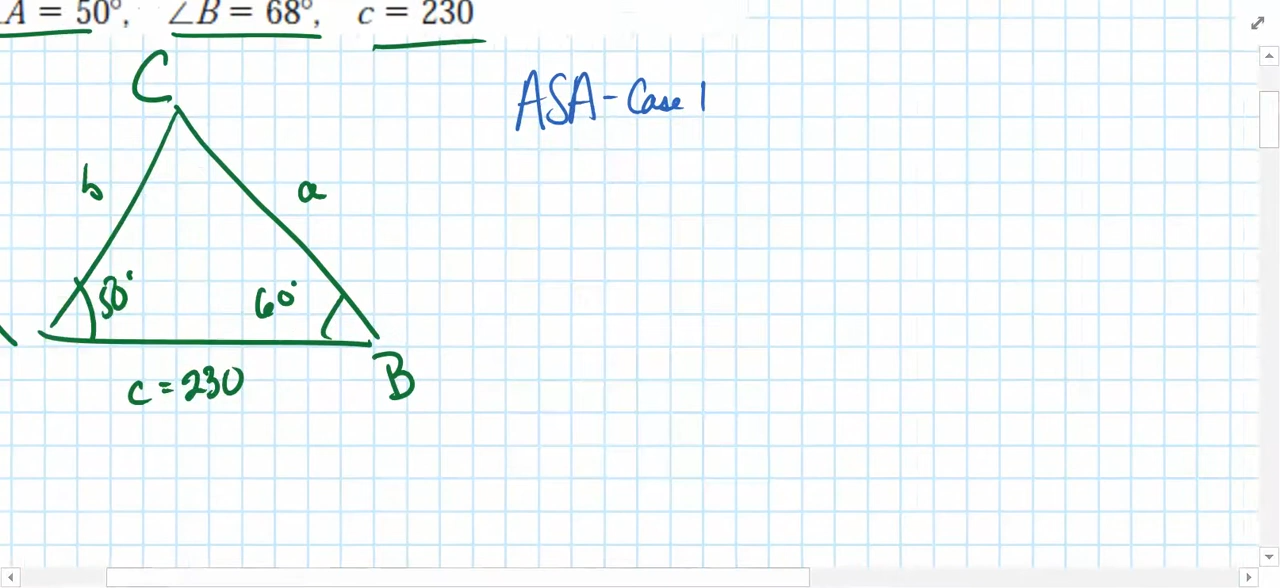 A = 50°, ∠B = 68°, c = 230
C
ASA - Case 1
b
a
50°
60°
c = 230
B